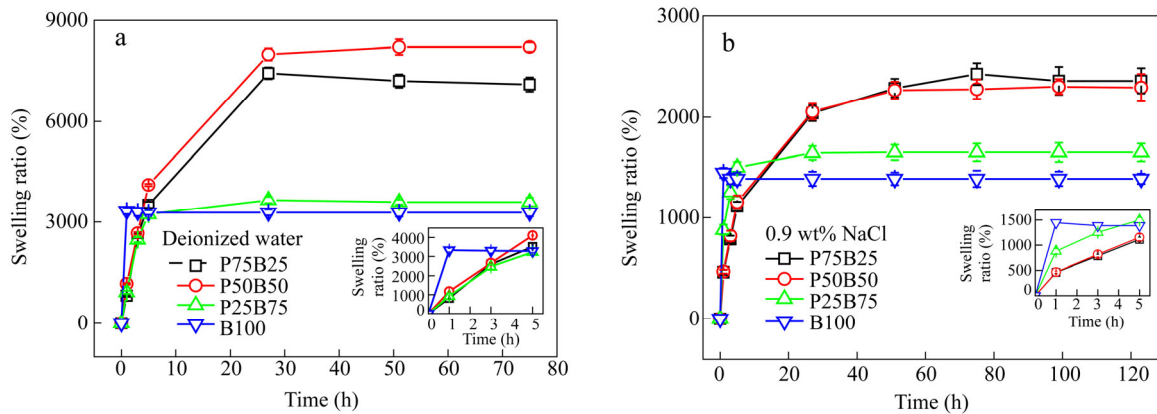 a
Swelling ratio (%)
9000
6000
3000
0
Deionized water
P75B25
P50B50
P25B75
B100
Swelling
ratio (%)
4000
3000
2000
1000
0
0 1 2 3 4 5
Time (h)
0 10 20 30 40 50 60 70 80
Time (h)
b
Swelling ratio (%)
3000
2000
1000
0
0.9 wt% NaCl
P75B25
P50B50
P25B75
B100
Swelling
ratio (%)
1500
1000
500
0
0 1 2 3 4 5
Time (h)
0 20 40 60 80 100 120
Time (h)